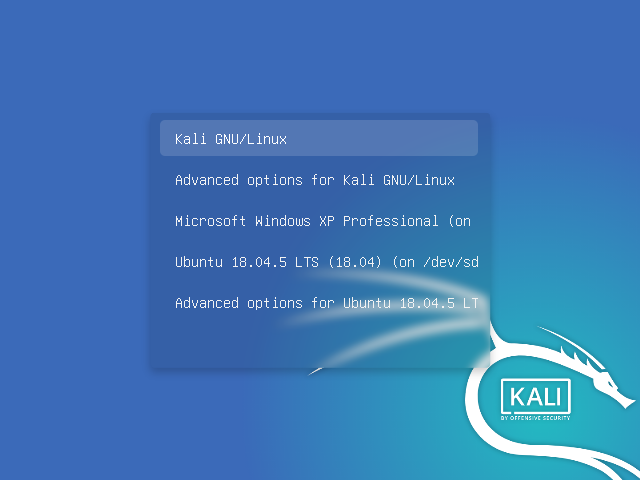 Kali GNU/Linux
Advanced options for Kali GNU/Linux
Microsoft Windows XP Professional (on
Ubuntu 18.04.5 LTS (18.04) (on /dev/sd
Advanced options for Ubuntu 18.04.5 LT
KALI
BY OFFENSIVE SECURITY